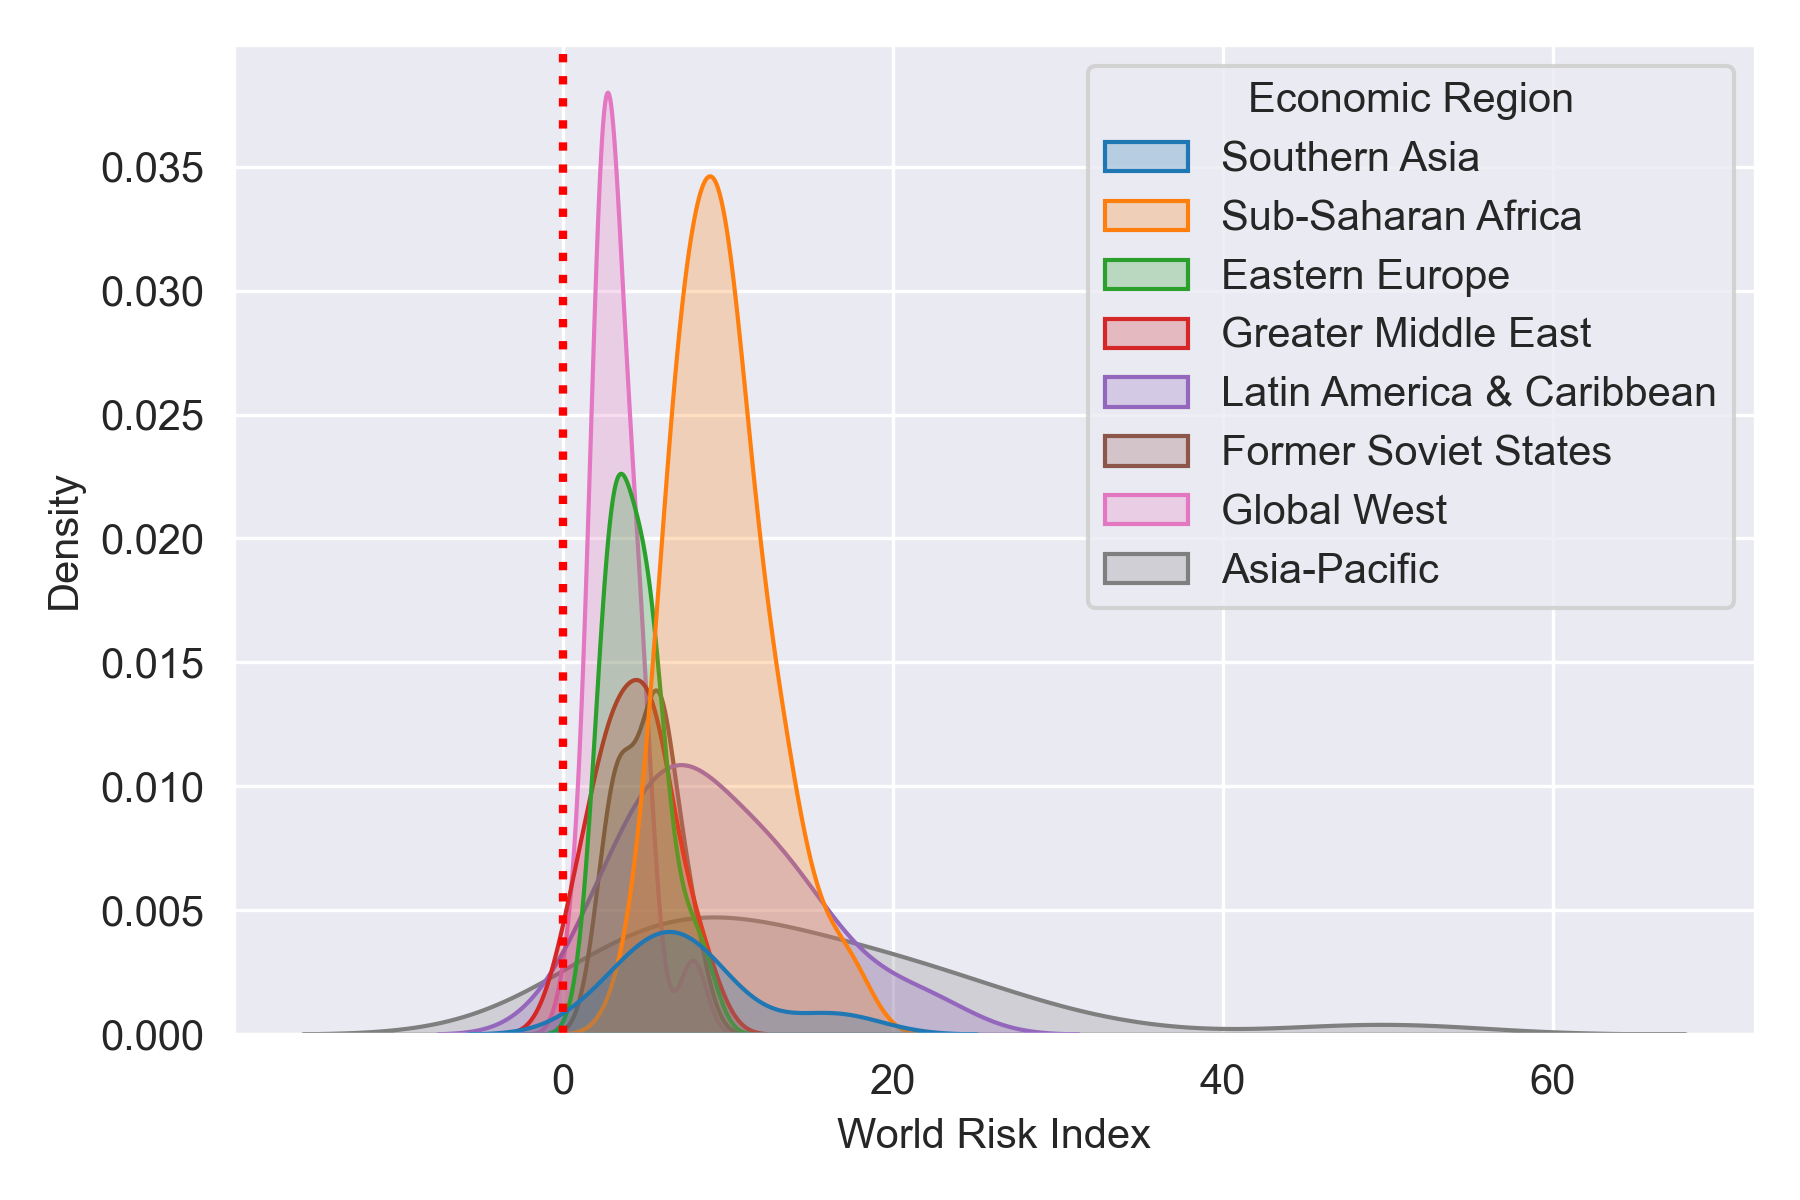 Economic Region
Southern Asia
Sub-Saharan Africa
Eastern Europe
Greater Middle East
Latin America & Caribbean
Former Soviet States
Global West
Asia-Pacific
Density
0.035
0.030
0.025
0.020
0.015
0.010
0.005
0.000
0 20 40 60
World Risk Index